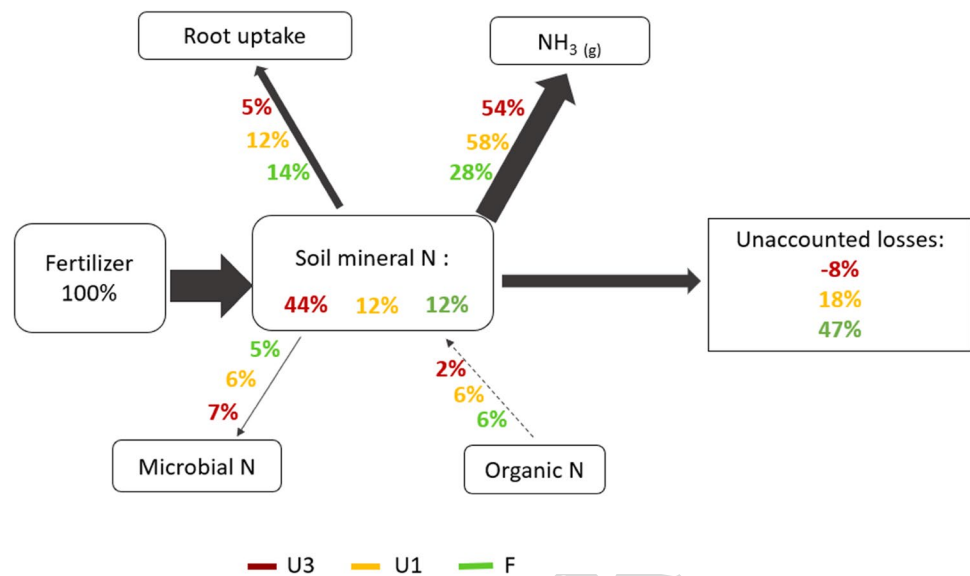 Root uptake
NH3 (g)
5%
12%
14%
54%
58%
28%
Fertilizer
100%
Soil mineral N :
44% 12% 12%
Unaccounted losses:
-8%
18%
47%
5%
6%
7%
2%
6%
6%
Microbial N
Organic N
U3 U1 F